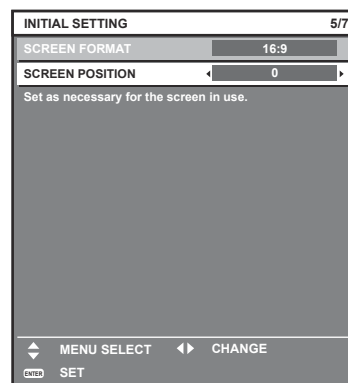 INITIAL SETTING 5/7
SCREEN FORMAT 16:9
SCREEN POSITION 0
Set as necessary for the screen in use.
MENU SELECT CHANGE
ENTER SET